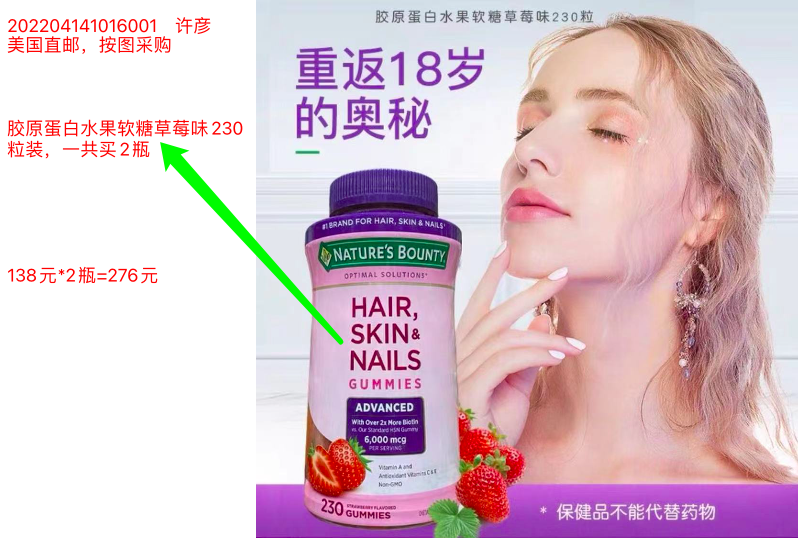 202204141016001 许彦
美国直邮，按图采购
胶原蛋白水果软糖草莓味230
粒装，一共买2瓶
138元*2瓶=276元
胶原蛋白水果软糖草莓味230粒
重返18岁
的奥秘
#1 BRAND FOR HAIR, SKIN & NAILS*
NATURE'S BOUNTY
OPTIMAL SOLUTIONS®
HAIR,
SKIN &
NAILS
GUMMIES
ADVANCED
With Over 2x More Biotin
vs. Our Standard HSN Gummy
6,000 mcg
PER SERVING
Vitamin A and
Antioxidant Vitamins C & E
Non-GMO
230 STRAWBERRY FLAVORED
GUMMIES
* 保健品不能代替药物